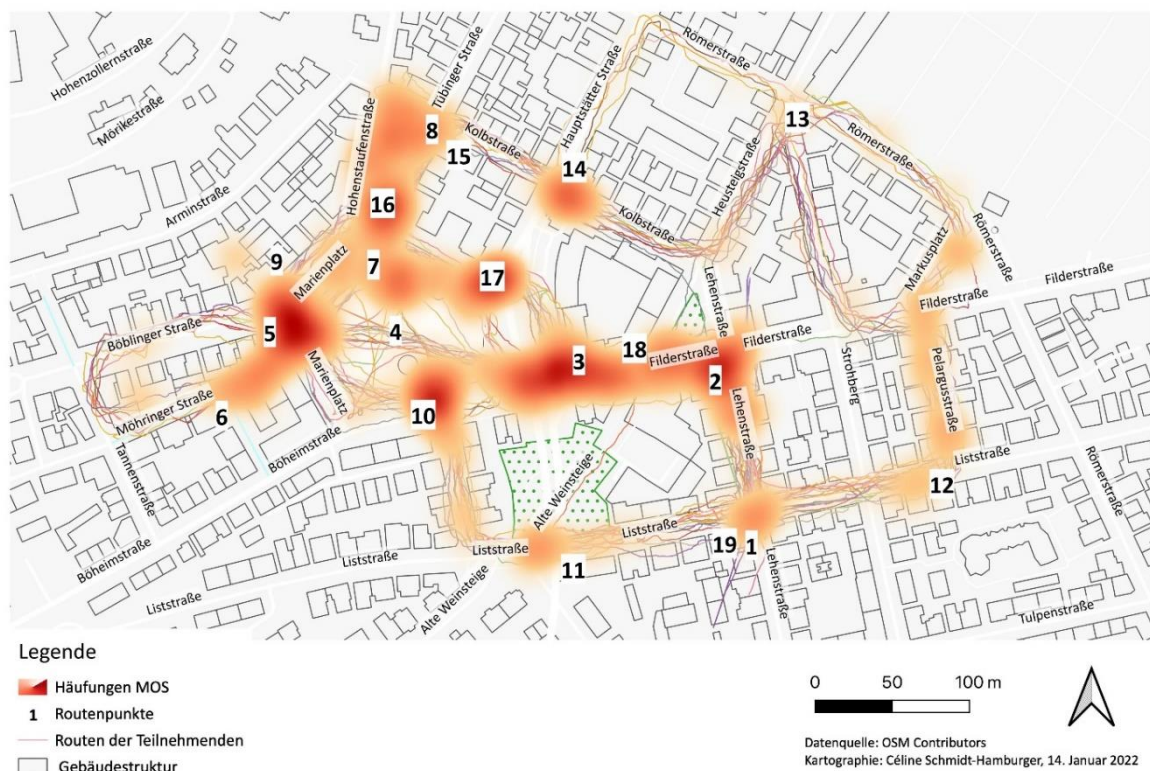 Hohenzollernstraße
Mörikestraße
Arminstraße
Hohenstaufenstraße
Tübinger Straße
Kolbstraße
Hauptstätter Straße
Römerstraße
13
Römerstraße
8
15
14
Heusteigstraße
16
Kolbstraße
Römerstraße
9
Marienplatz
7
17
Lehenstraße
Markusplatz
Filderstraße
Filderstraße
Böblinger Straße
5
4
18
Filderstraße
Filderstraße
3
2
Strohberg
Pelargusstraße
Marienplatz
10
Möhringer Straße
6
Lehenstraße
Böheimstraße
Tannenstraße
Liststraße
Römerstraße
12
Alte Weinsteige
Liststraße
19
1
Böheimstraße
Liststraße
Liststraße
11
Lehenstraße
Alte Weinsteige
Liststraße
Tulpenstraße
Legende
Häufungen MOS
1 Routenpunkte
Routen der Teilnehmenden
Gebäudestruktur
0 50 100 m
Datenquelle: OSM Contributors
Kartographie: Céline Schmidt-Hamburger, 14. Januar 2022